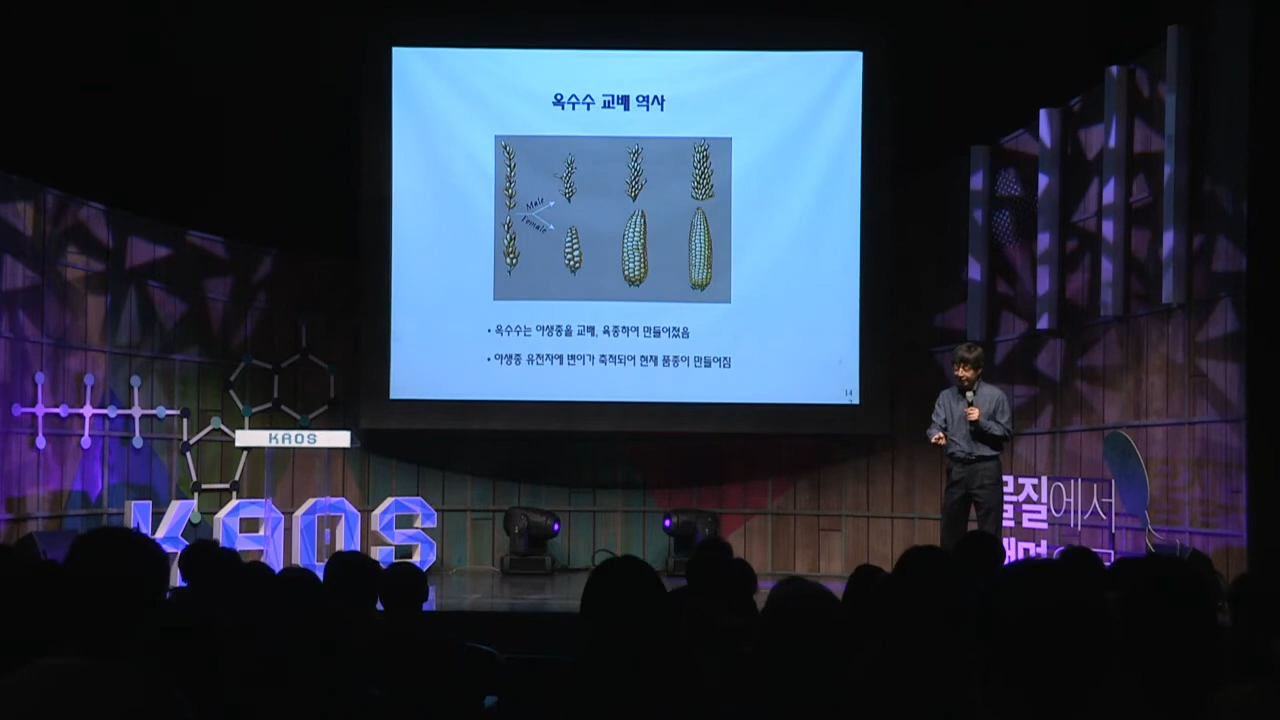 옥수수 교배 역사
Male
Female
• 옥수수는 야생종을 교배, 육종하여 만들어졌음
• 야생종 유전자에 변이가 축적되어 현재 품종이 만들어짐
14
KAOS
KAOS
물질에서